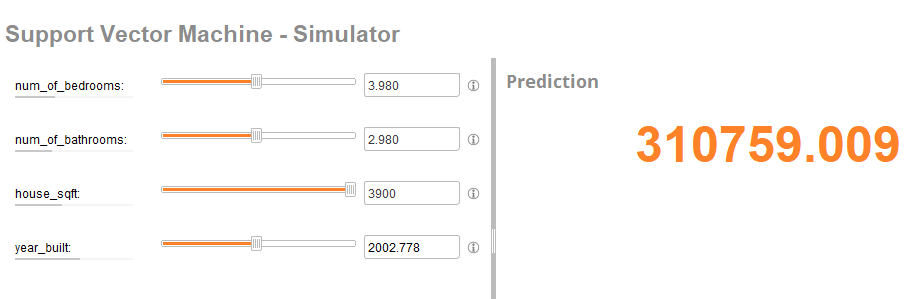 Support Vector Machine - Simulator
num_of_bedrooms: 3.980
num_of_bathrooms: 2.980
house_sqft: 3900
year_built: 2002.778
Prediction
310759.009